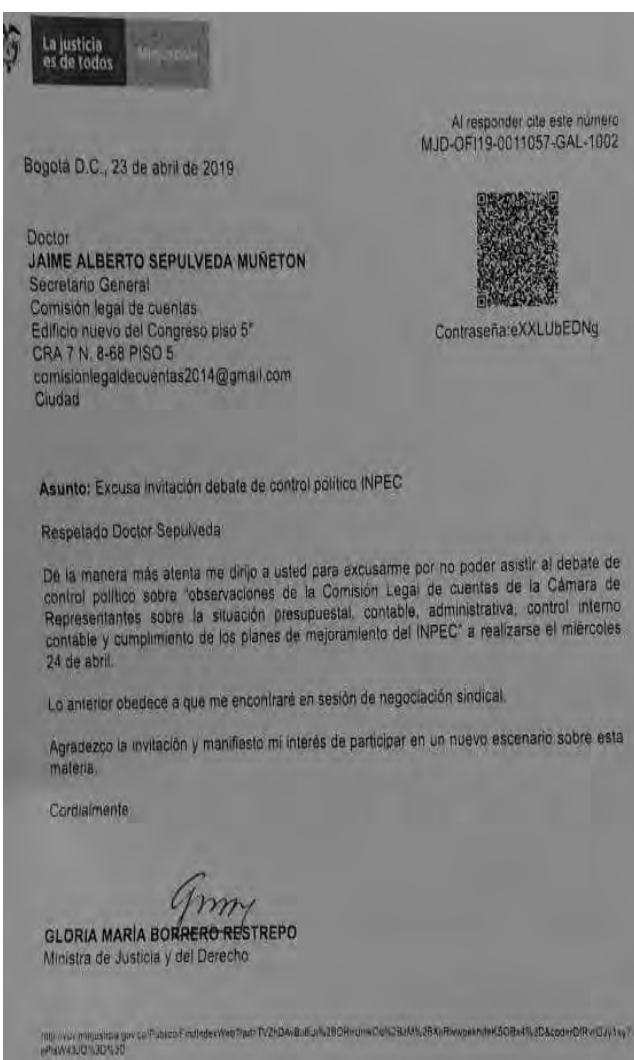 La justicia
es de todos
Minjusticia
Al responder cite este número
MJD-OFI19-0011057-GAL-1002
Bogotá D.C., 23 de abril de 2019
Doctor
JAIME ALBERTO SEPULVEDA MUÑETON
Secretario General
Comisión legal de cuentas
Edificio nuevo del Congreso piso 5°
CRA 7 N. 8-68 PISO 5
comisionlegaldecuentas2014@gmail.com
Ciudad
Contraseña:eXXLUbEDNg
Asunto: Excusa invitación debate de control político INPEC
Respetado Doctor Sepulveda
De la manera más atenta me dirijo a usted para excusarme por no poder asistir al debate de
control político sobre "observaciones de la Comisión Legal de cuentas de la Cámara de
Representantes sobre la situación presupuestal, contable, administrativa, control interno
contable y cumplimiento de los planes de mejoramiento del INPEC" a realizarse el miércoles
24 de abril.
Lo anterior obedece a que me encontraré en sesión de negociación sindical.
Agradezco la invitación y manifiesto mi interés de participar en un nuevo escenario sobre esta
materia.
Cordialmente
GLORIA MARÍA BORRERO RESTREPO
Ministra de Justicia y del Derecho